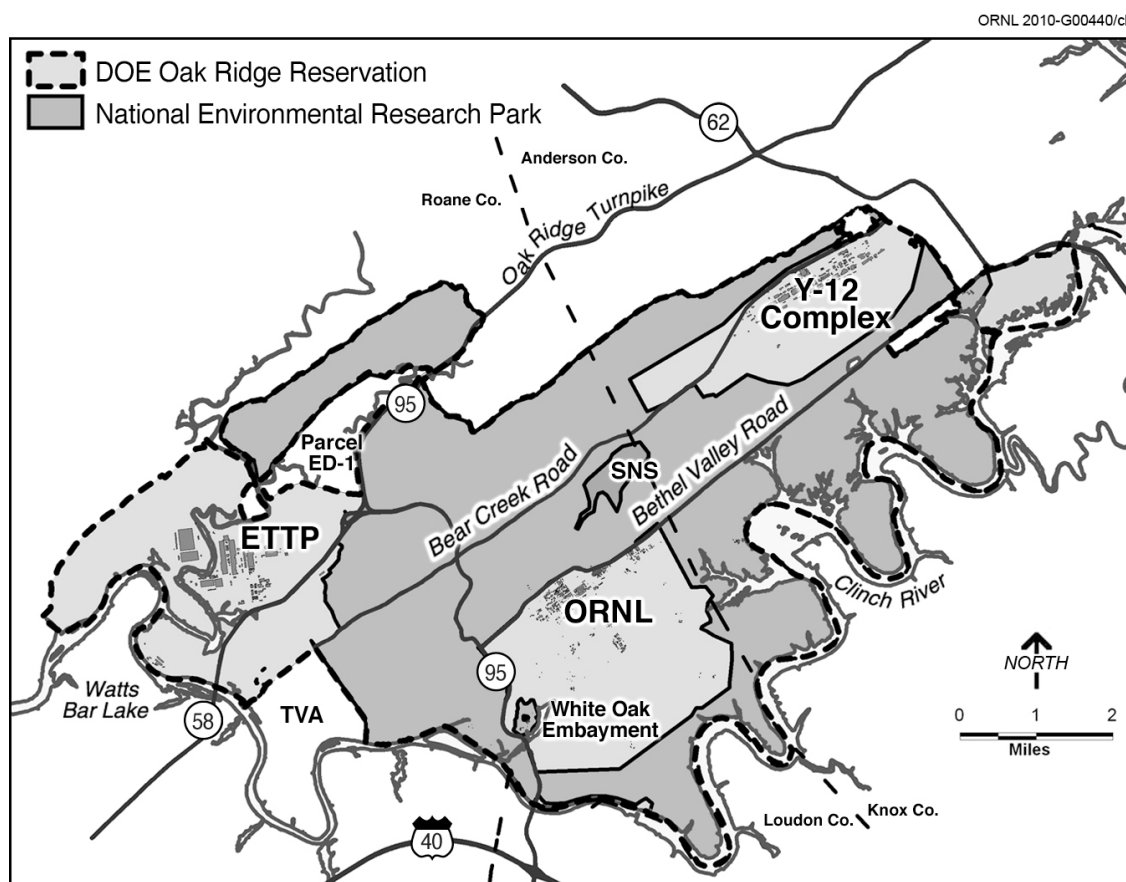 ORNL 2010-G00440/cl
DOE Oak Ridge Reservation
National Environmental Research Park
62
Anderson Co.
Roane Co.
Oak Ridge Turnpike
Y-12
Complex
95
Parcel
ED-1
SNS
Bear Creek Road
Bethel Valley Road
ETTP
ORNL
Clinch River
NORTH
95
Watts
Bar Lake
58
TVA
White Oak
Embayment
0 1 2
Miles
Loudon Co.
Knox Co.
40